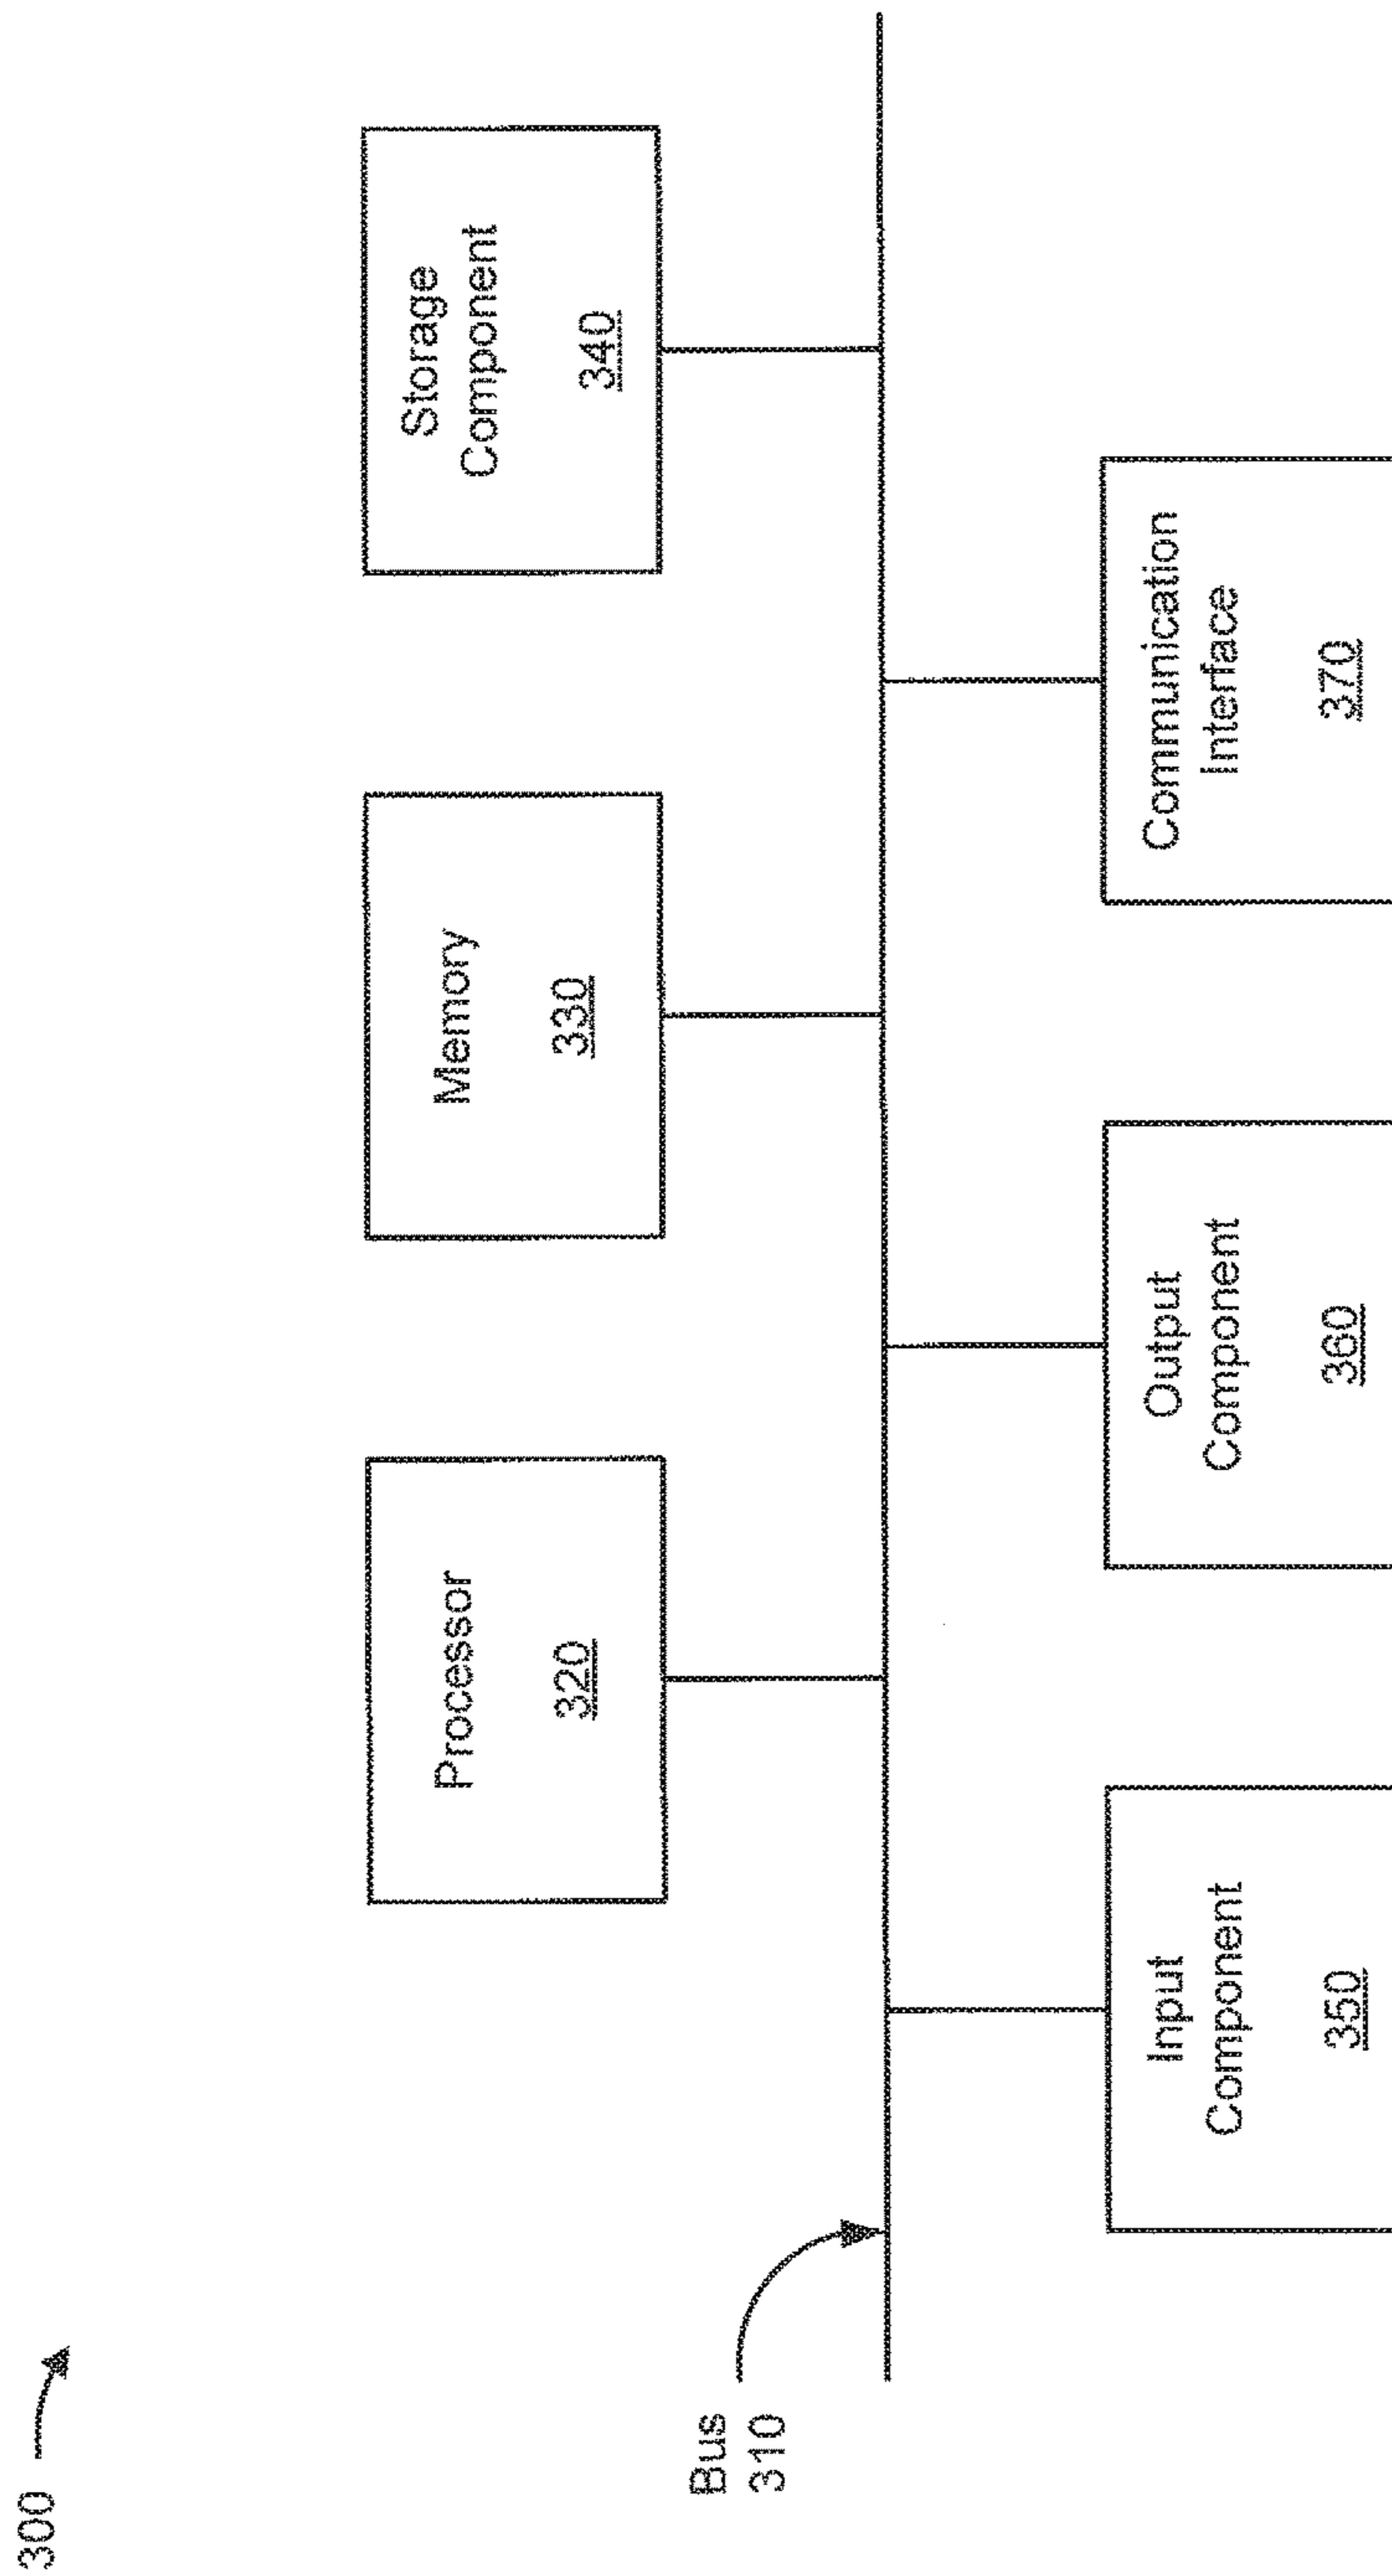 300
Bus
310
Processor
320
Memory
330
Storage
Component
340
Input
Component
350
Output
Component
360
Communication
Interface
370